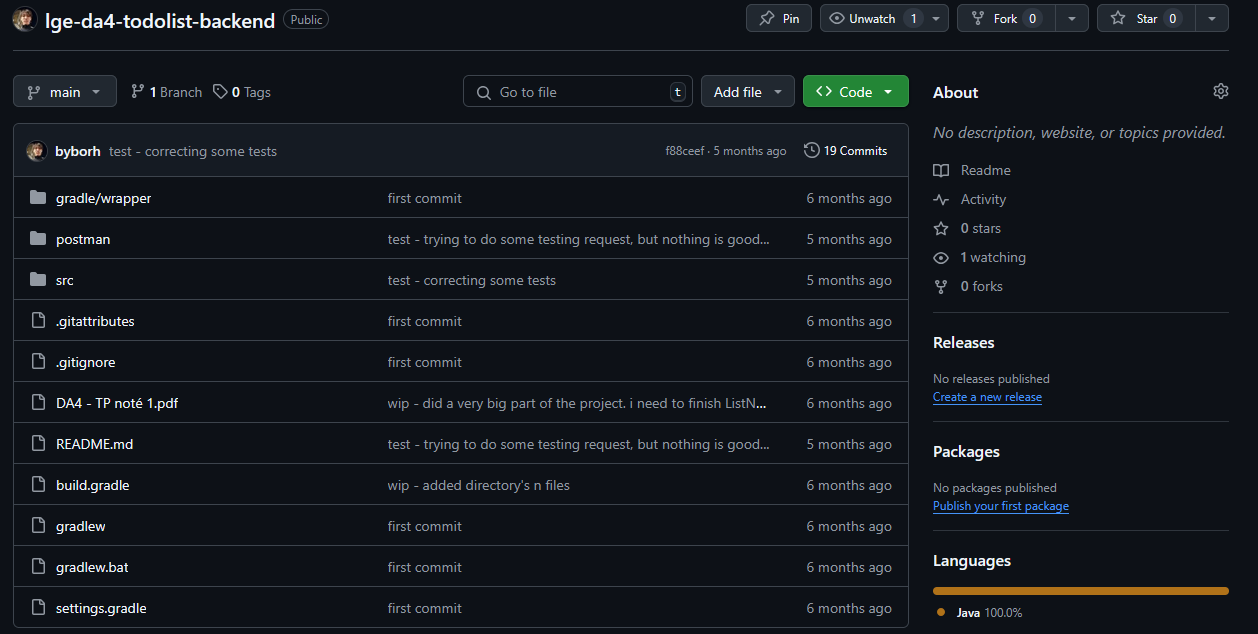 lge-da4-todolist-backend Public Pin Unwatch 1 Fork 0 Star 0
main 1 Branch 0 Tags Go to file t Add file Code
byborh test - correcting some tests f88ceef · 5 months ago 19 Commits
gradle/wrapper first commit 6 months ago
postman test - trying to do some testing request, but nothing is good... 5 months ago
src test - correcting some tests 5 months ago
.gitattributes first commit 6 months ago
.gitignore first commit 6 months ago
DA4 - TP noté 1.pdf wip - did a very big part of the project. i need to finish ListN... 6 months ago
README.md test - trying to do some testing request, but nothing is good... 5 months ago
build.gradle wip - added directory's n files 6 months ago
gradlew first commit 6 months ago
gradlew.bat first commit 6 months ago
settings.gradle first commit 6 months ago
About
No description, website, or topics provided.
Readme
Activity
0 stars
1 watching
0 forks
Releases
No releases published
Create a new release
Packages
No packages published
Publish your first package
Languages
Java 100.0%